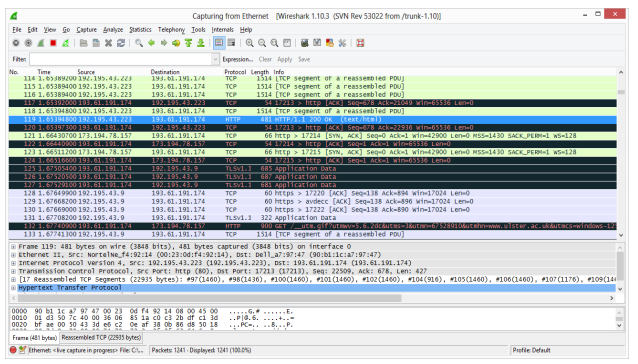 Capturing from Ethernet [Wireshark 1.10.3 (SVN Rev 53022 from /trunk-1.10)]
File Edit View Go Capture Analyze Statistics Telephony Tools Internals Help
Filter: Expression... Clear Apply Save
No. Time Source Destination Protocol Length Info
114 1.65389200 192.195.43.223 193.61.191.174 TCP 1514 [TCP segment of a reassembled PDU]
115 1.65389400 192.195.43.223 193.61.191.174 TCP 1514 [TCP segment of a reassembled PDU]
116 1.65389500 192.195.43.223 193.61.191.174 TCP 1514 [TCP segment of a reassembled PDU]
117 1.65392000 193.61.191.174 192.195.43.223 TCP 54 17213 > http [ACK] Seq=678 Ack=21049 Win=65536 Len=0
118 1.65394800 192.195.43.223 193.61.191.174 TCP 1514 [TCP segment of a reassembled PDU]
119 1.65394800 192.195.43.223 193.61.191.174 HTTP 481 HTTP/1.1 200 OK (text/html)
120 1.65397300 193.61.191.174 192.195.43.223 TCP 54 17213 > http [ACK] Seq=678 Ack=22936 Win=65536 Len=0
121 1.66430700 173.194.78.157 193.61.191.174 TCP 66 http > 17214 [SYN, ACK] Seq=0 Ack=1 Win=42900 Len=0 MSS=1430 SACK_PERM=1 WS=128
122 1.66440900 193.61.191.174 173.194.78.157 TCP 54 17214 > http [ACK] Seq=1 Ack=1 Win=65536 Len=0
123 1.66511200 173.194.78.157 193.61.191.174 TCP 66 http > 17215 [SYN, ACK] Seq=0 Ack=1 Win=42900 Len=0 MSS=1430 SACK_PERM=1 WS=128
124 1.66516600 193.61.191.174 173.194.78.157 TCP 54 17215 > http [ACK] Seq=1 Ack=1 Win=65536 Len=0
125 1.67505400 193.61.191.174 192.195.43.9 TLSv1.1 685 Application Data
126 1.67520500 193.61.191.174 192.195.43.9 TLSv1.1 687 Application Data
127 1.67529100 193.61.191.174 192.195.43.9 TLSv1.1 681 Application Data
128 1.67649900 192.195.43.9 193.61.191.174 TCP 60 https > 17220 [ACK] Seq=138 Ack=896 Win=17024 Len=0
129 1.67668200 192.195.43.9 193.61.191.174 TCP 60 https > avdecc [ACK] Seq=138 Ack=894 Win=17024 Len=0
130 1.67669000 192.195.43.9 193.61.191.174 TCP 60 https > 17222 [ACK] Seq=138 Ack=890 Win=17024 Len=0
131 1.67708200 192.195.43.9 193.61.191.174 TLSv1.1 322 Application Data
132 1.67740900 193.61.191.174 173.194.78.157 HTTP 900 GET
133 1.67741300 192.195.43.9 193.61.191.174 TCP 1514 [TCP segment of a reassembled PDU]
Frame 119: 481 bytes on wire (3848 bits), 481 bytes captured (3848 bits) on interface 0
Ethernet II, Src: NortelNe_f4:92:14 (00:23:0d:f4:92:14), Dst: Dell_a7:97:47 (90:b1:1c:a7:97:47)
Internet Protocol Version 4, Src: 192.195.43.223 (192.195.43.223), Dst: 193.61.191.174 (193.61.191.174)
Transmission Control Protocol, Src Port: http (80), Dst Port: 17213 (17213), Seq: 22509, Ack: 678, Len: 427
[17 Reassembled TCP Segments (22935 bytes): #97(1460), #98(1436), #100(1460), #101(1460), #102(1460), #104(916), #105(1460), #106(1460), #107(1176), #109(14
Hypertext Transfer Protocol
0000 90 b1 1c a7 97 47 00 23 0d f4 92 14 08 00 45 00 .....G.# ......E.
0010 01 d3 50 7c 40 00 36 06 85 1a c0 c3 2b df c1 3d ..P|@.6. ....+..=
0020 bf ae 00 50 43 3d e6 c2 0e af 38 0b 86 d8 50 18 ...PC=.. ..8...P.
Frame (481 bytes) Reassembled TCP (22935 bytes)
Ethernet: <live capture in progress> File: C:\... Packets: 1241 · Displayed: 1241 (100.0%) Profile: Default